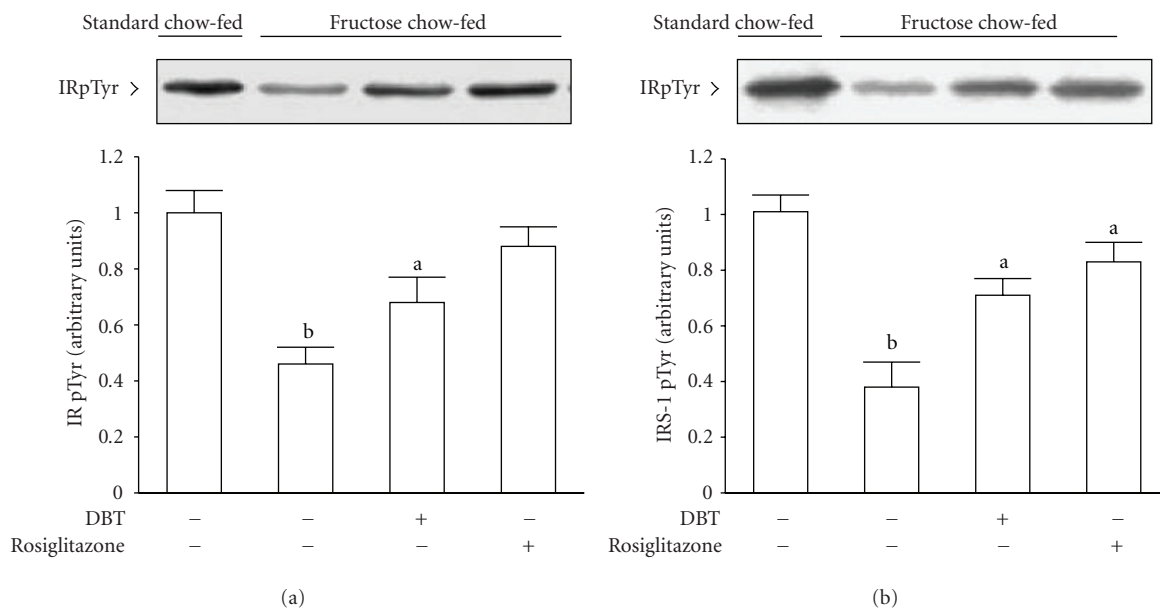 Standard chow-fed Fructose chow-fed
IRpTyr
IR pTyr (arbitrary units)
1.2
1
0.8
0.6
0.4
0.2
0
b
a
DBT − − + −
Rosiglitazone − − − +
(a)
Standard chow-fed Fructose chow-fed
IRpTyr
IRS-1 pTyr (arbitrary units)
1.2
1
0.8
0.6
0.4
0.2
0
b
a
a
DBT − − + −
Rosiglitazone − − − +
(b)